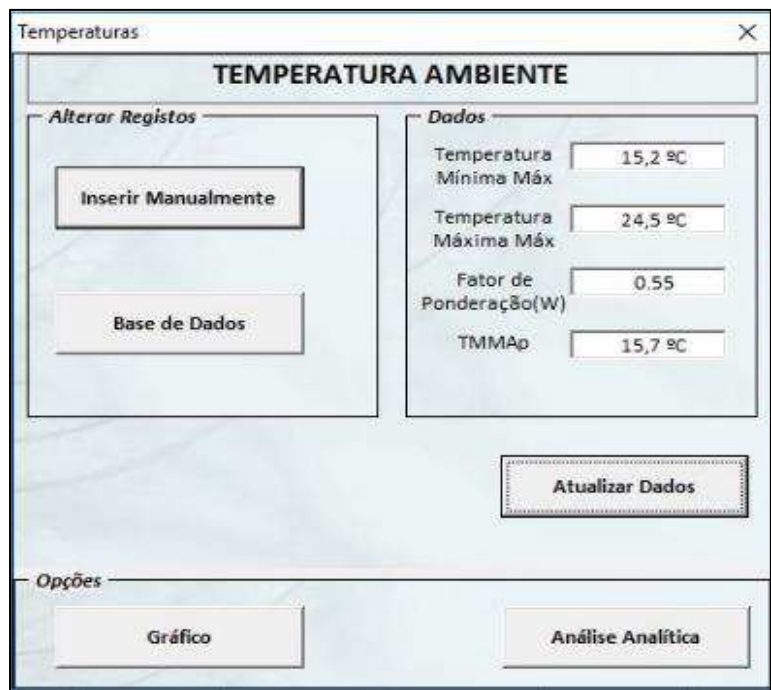 Temperaturas
TEMPERATURA AMBIENTE
Alterar Registos
Inserir Manualmente
Base de Dados
Dados
Temperatura
Mínima Máx
15,2 ºC
Temperatura
Máxima Máx
24,5 ºC
Fator de
Ponderação(W)
0.55
TMMAp
15,7 ºC
Atualizar Dados
Opções
Gráfico
Análise Analítica